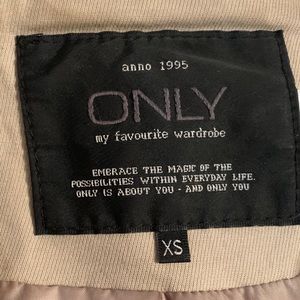 anno 1995
ONLY
my favourite wardrobe
EMBRACE THE MAGIC OF THE
POSSIBILITIES WITHIN EVERYDAY LIFE.
ONLY IS ABOUT YOU - AND ONLY YOU
XS